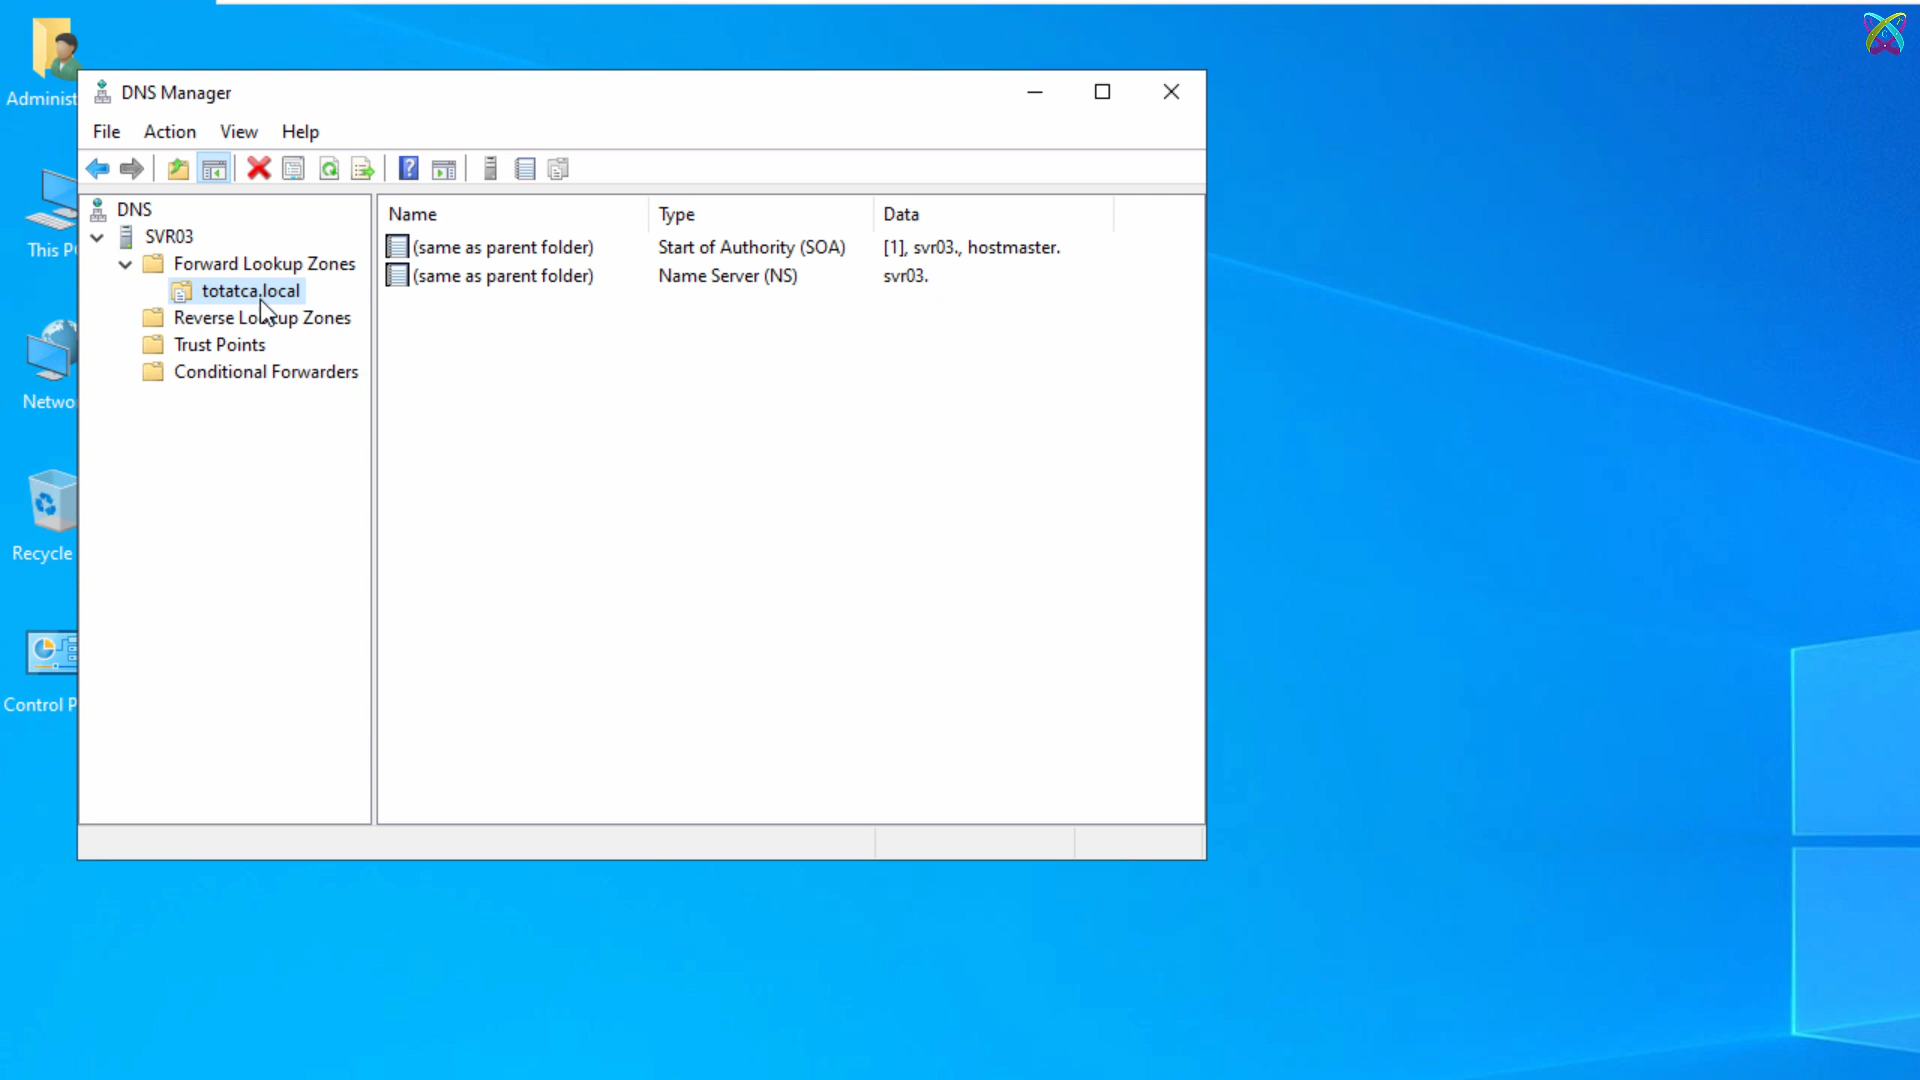 DNS Manager
File Action View Help
DNS
SVR03
Forward Lookup Zones
totatca.local
Reverse Lookup Zones
Trust Points
Conditional Forwarders
Name Type Data
(same as parent folder) Start of Authority (SOA) [1], svr03., hostmaster.
(same as parent folder) Name Server (NS) svr03.
Administ
This P
Netwo
Recycle
Control P